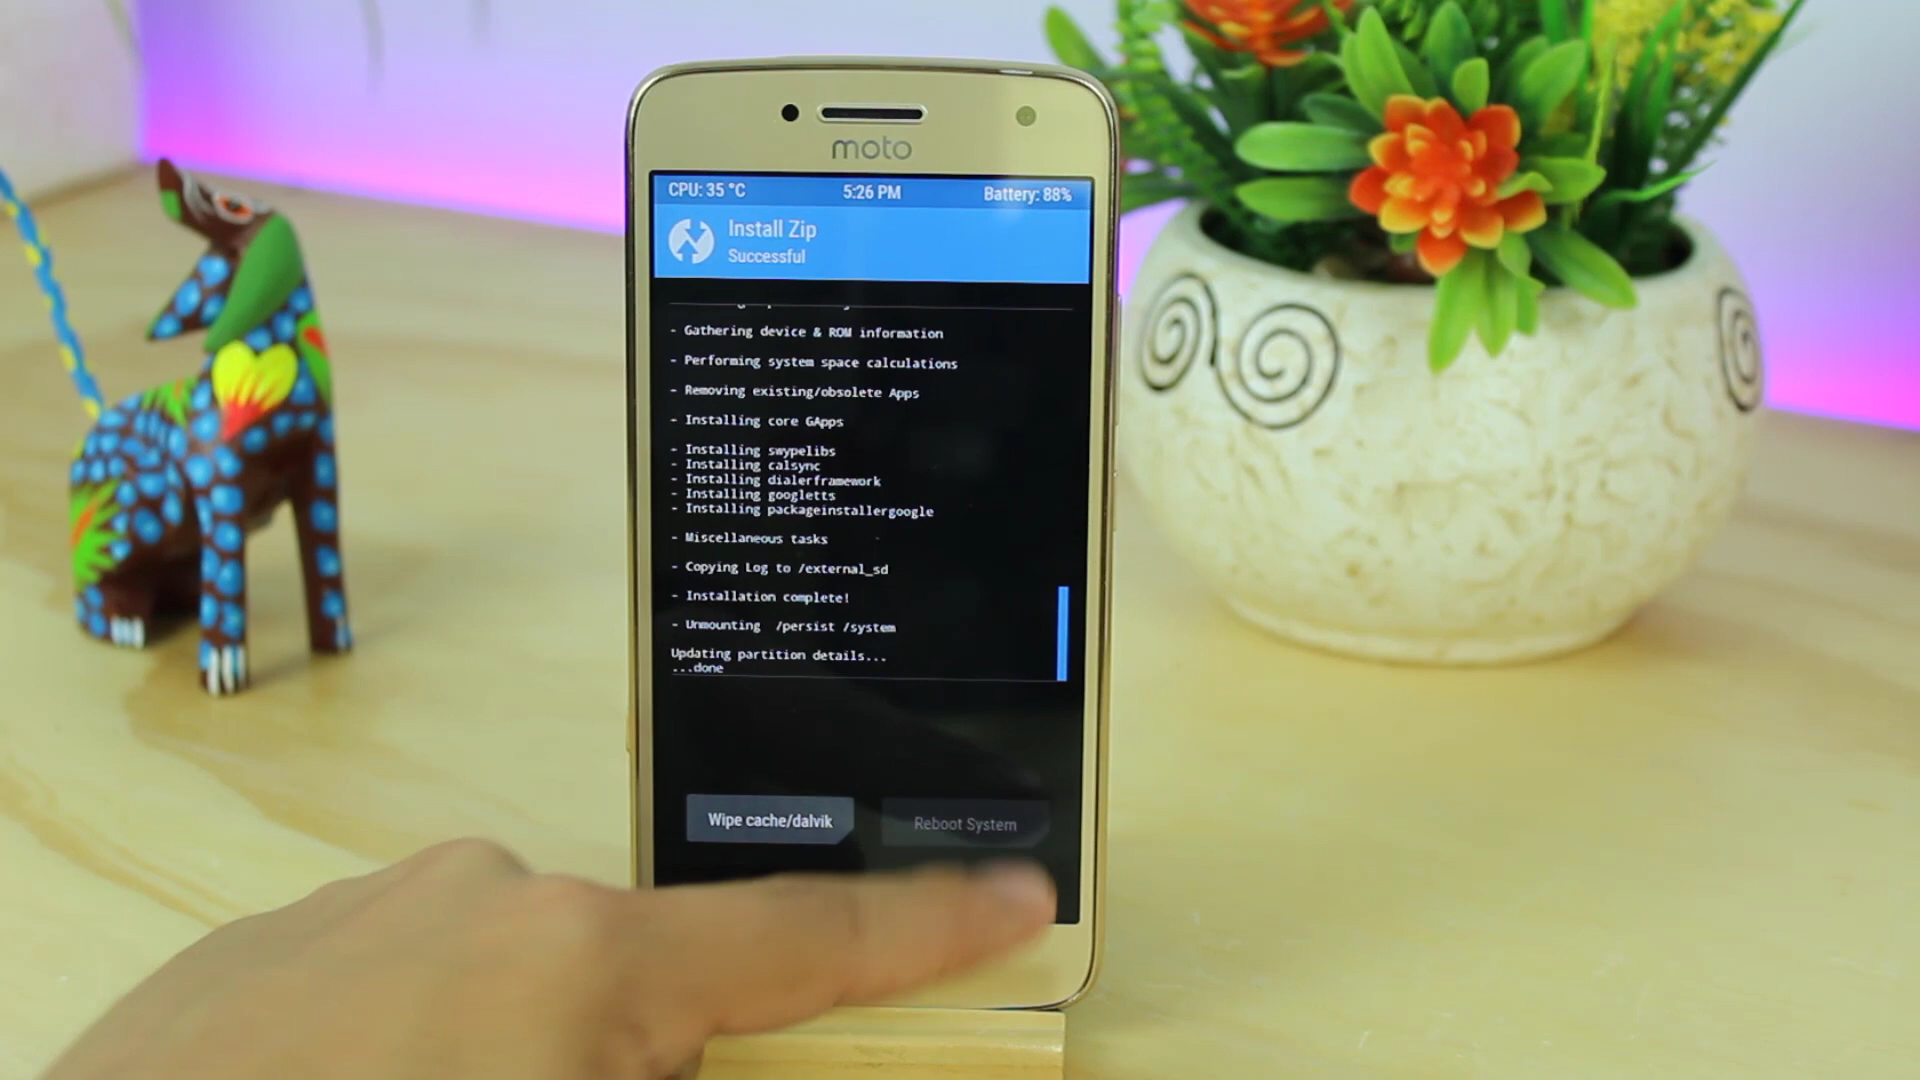 moto
CPU: 35 °C 5:26 PM Battery: 88%
Install Zip
Successful
- Gathering device & ROM information
- Performing system space calculations
- Removing existing/obsolete Apps
- Installing core GApps
- Installing swypelibs
- Installing calsync
- Installing dialerframework
- Installing googletts
- Installing packageinstallergoogle
- Miscellaneous tasks
- Copying Log to /external_sd
- Installation complete!
- Unmounting /persist /system
Updating partition details...
...done
Wipe cache/dalvik Reboot System